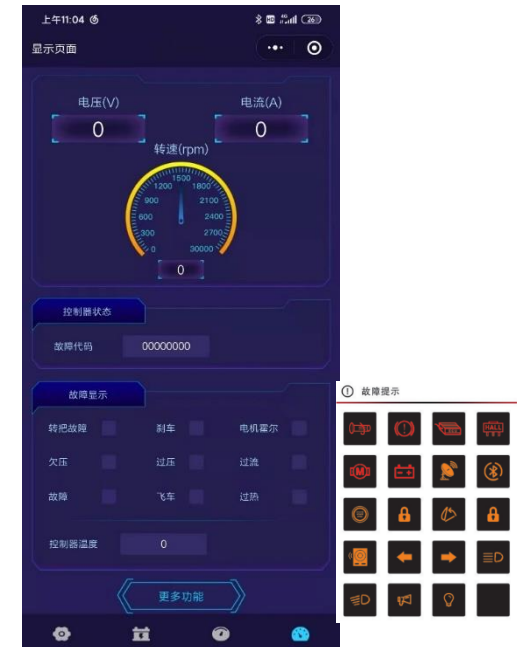 上午11:04
26
显示页面
电压(V) 电流(A)
0 0
转速(rpm)
1500
1200 1800
900 2100
600 2400
300 2700
0 30000
0
控制器状态
故障代码 00000000
故障显示
转把故障 刹车 电机霍尔
欠压 过压 过流
故障 飞车 过热
控制器温度 0
更多功能
故障提示
HALL
M